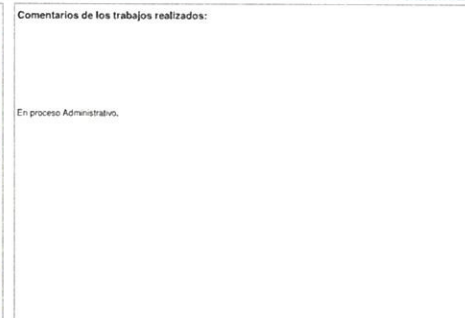 Comentarios de los trabajos realizados:
En proceso Administrativo.